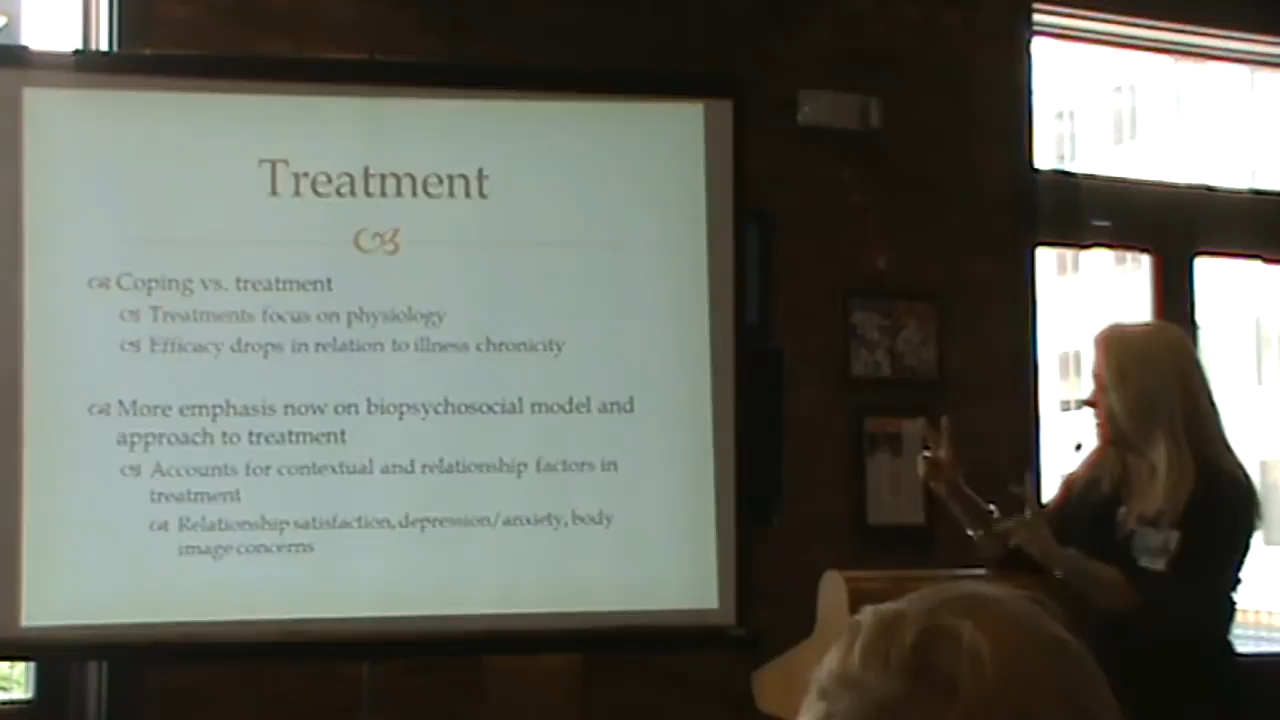 Treatment
Coping vs. treatment
Treatments focus on physiology
Efficacy drops in relation to illness chronicity
More emphasis now on biopsychosocial model and
approach to treatment
Accounts for contextual and relationship factors in
treatment
Relationship satisfaction, depression/anxiety, body
image concerns